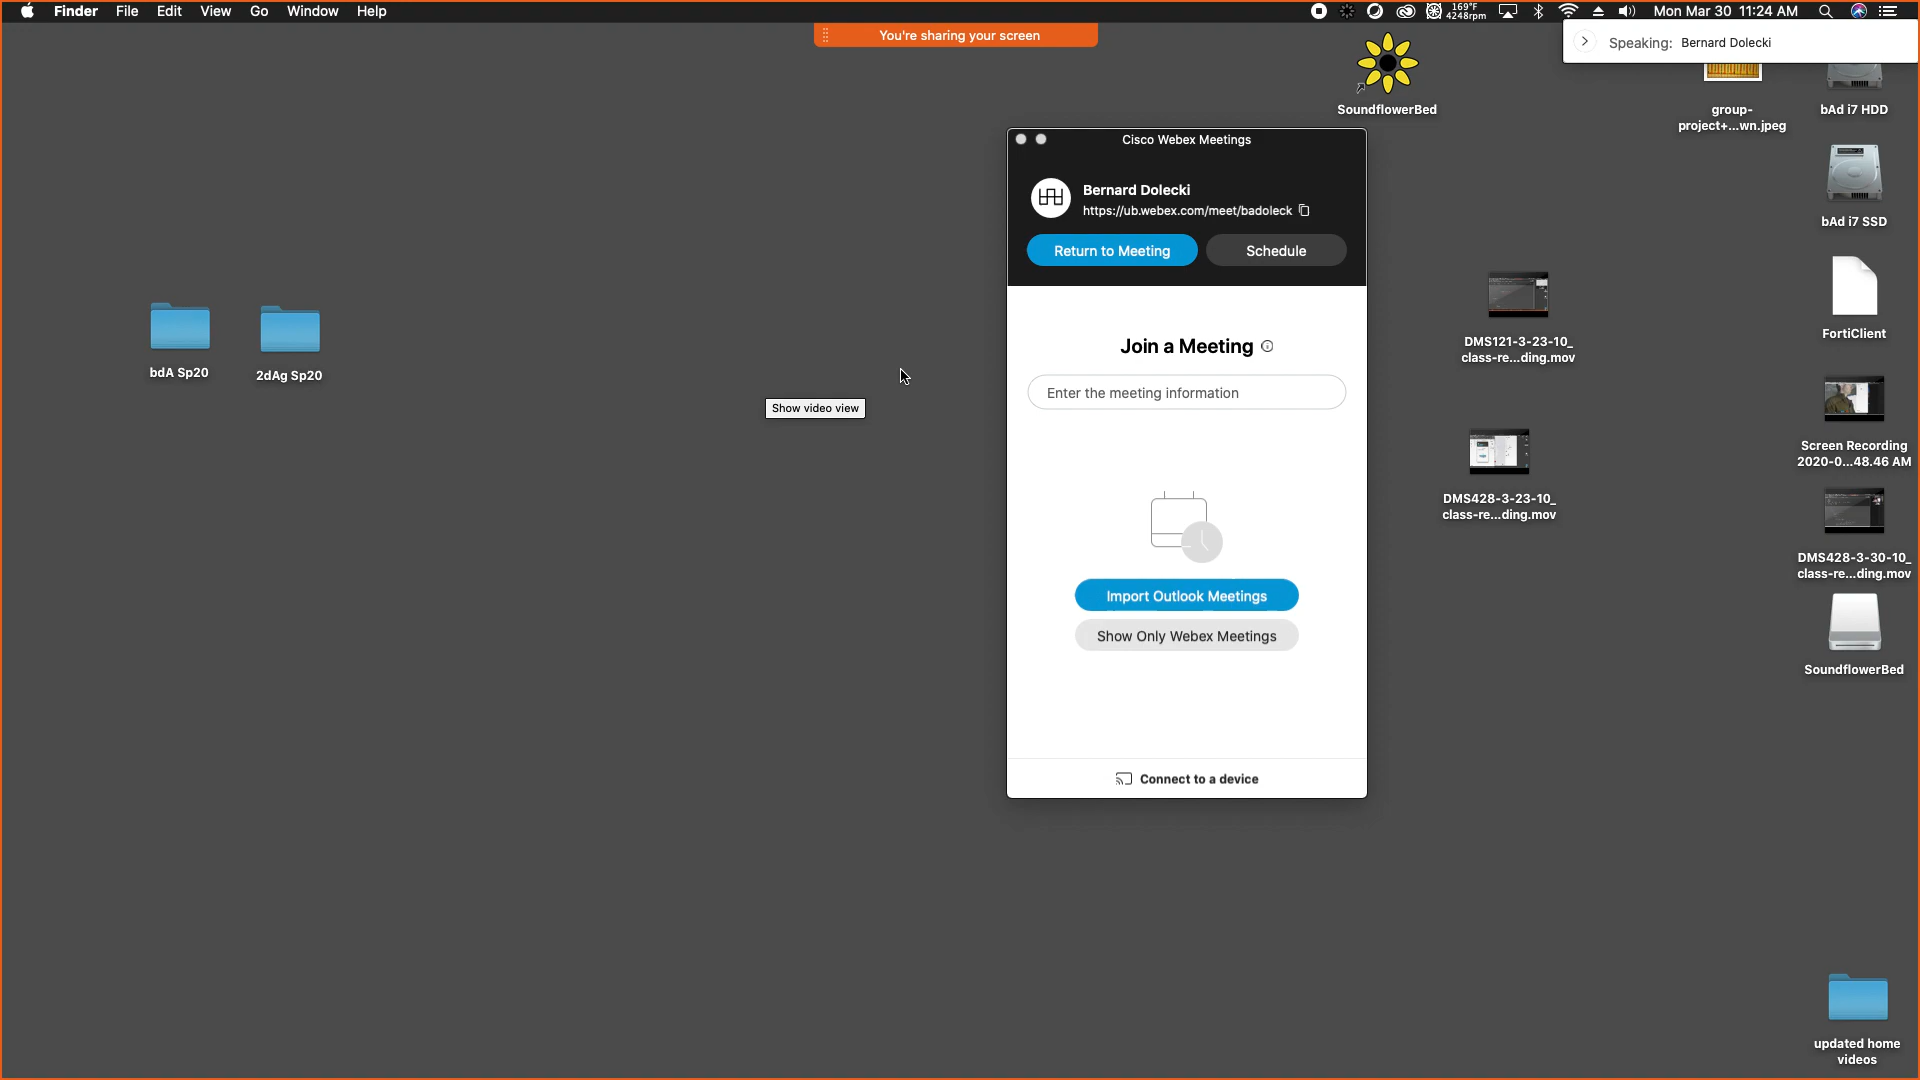 Finder File Edit View Go Window Help
169°F
4248rpm
Mon Mar 30 11:24 AM
You're sharing your screen
Speaking: Bernard Dolecki
SoundflowerBed
group-
project+...wn.jpeg
bAd i7 HDD
Cisco Webex Meetings
Bernard Dolecki
https://ub.webex.com/meet/badoleck
Return to Meeting
Schedule
bAd i7 SSD
Join a Meeting
Enter the meeting information
DMS121-3-23-10_
class-re...ding.mov
FortiClient
bdA Sp20
2dAg Sp20
Show video view
Screen Recording
2020-0...48.46 AM
DMS428-3-23-10_
class-re...ding.mov
DMS428-3-30-10_
class-re...ding.mov
Import Outlook Meetings
Show Only Webex Meetings
SoundflowerBed
Connect to a device
updated home
videos